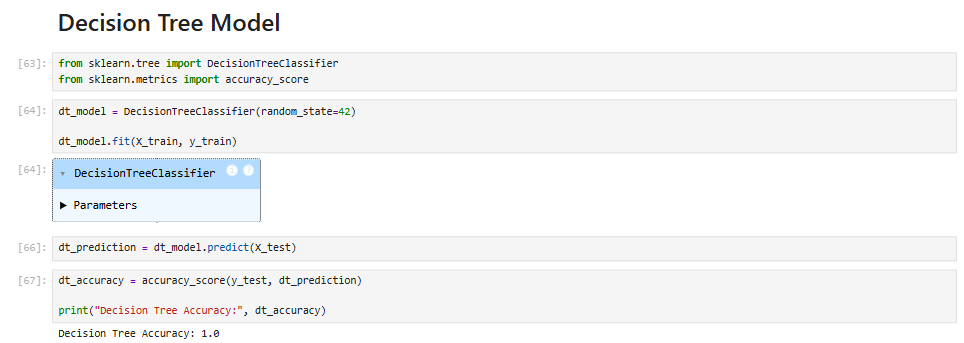 Decision Tree Model
[63]: from sklearn.tree import DecisionTreeClassifier
from sklearn.metrics import accuracy_score
[64]: dt_model = DecisionTreeClassifier(random_state=42)
dt_model.fit(X_train, y_train)
[64]: ▾ DecisionTreeClassifier i ?
▶ Parameters
[66]: dt_prediction = dt_model.predict(X_test)
[67]: dt_accuracy = accuracy_score(y_test, dt_prediction)
print("Decision Tree Accuracy:", dt_accuracy)
Decision Tree Accuracy: 1.0